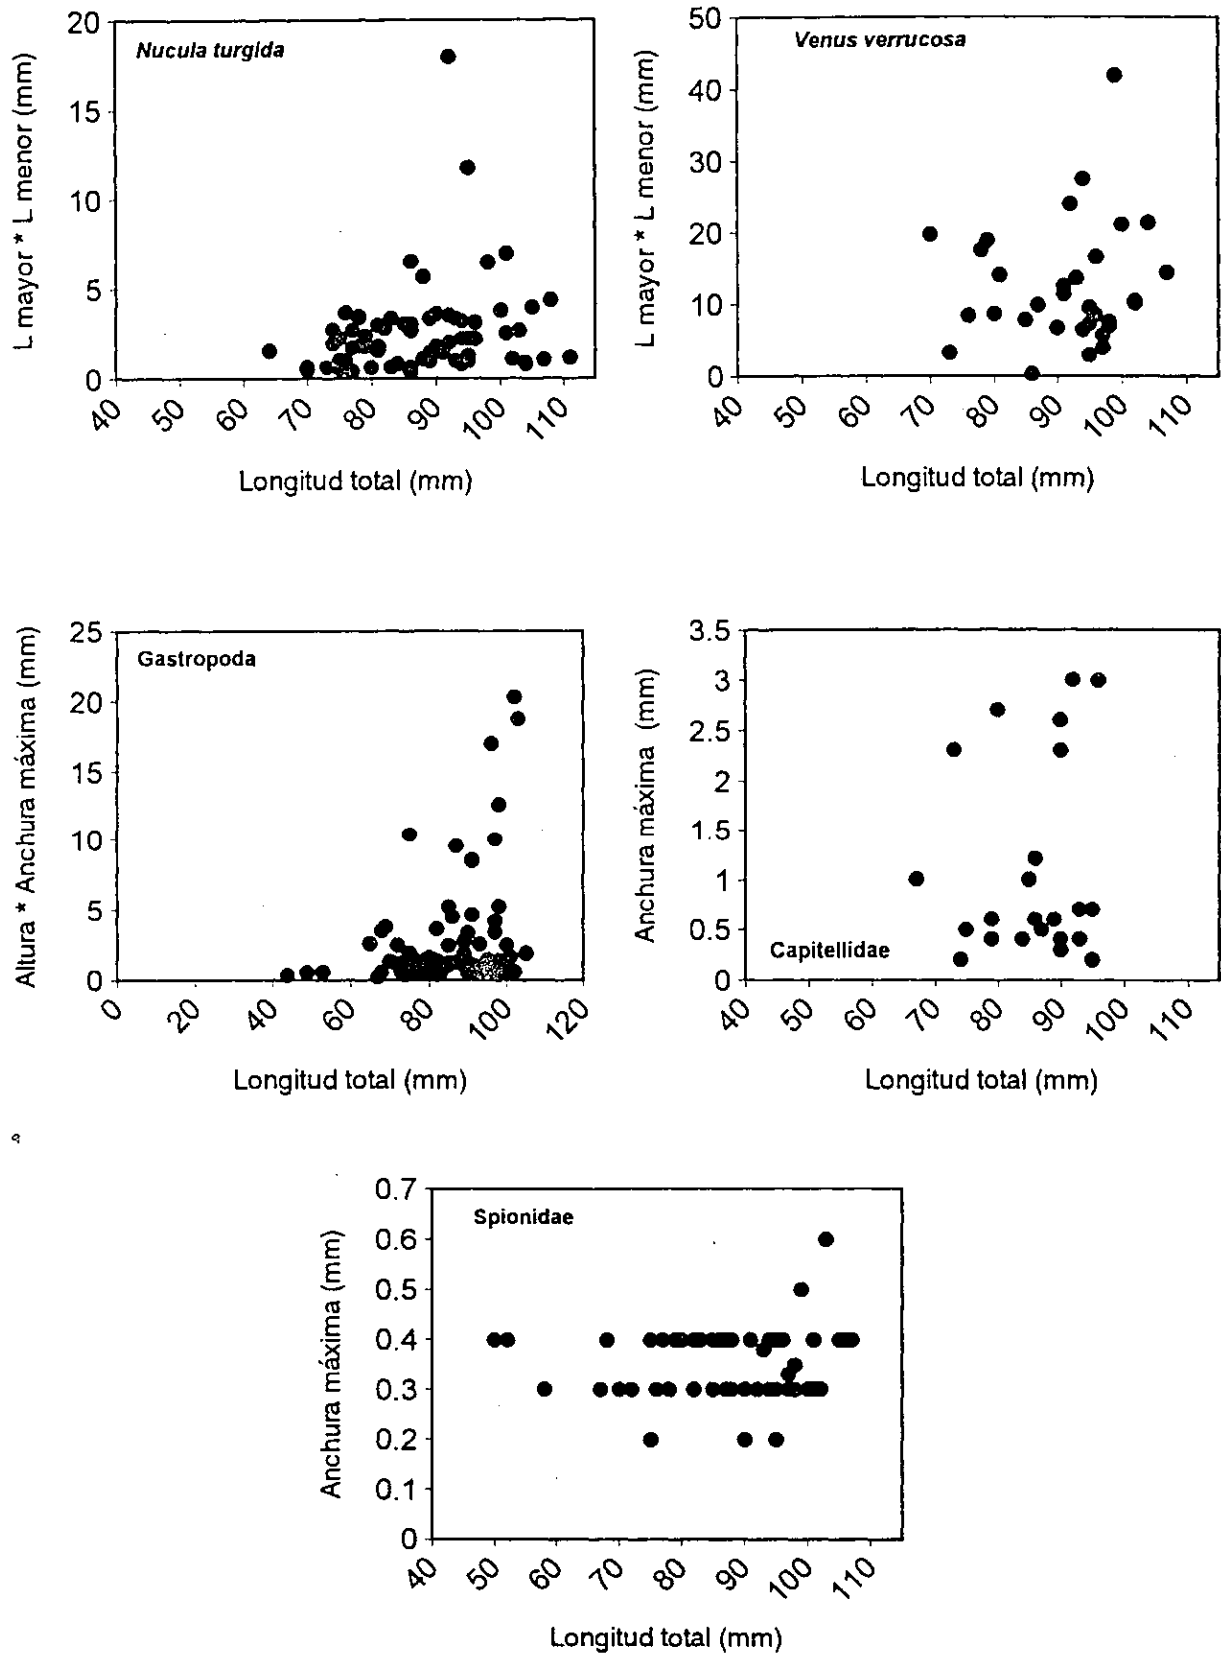 Nucula turgida
L mayor * L menor (mm)
20
15
10
5
0
40 50 60 70 80 90 100 110
Longitud total (mm)
Venus verrucosa
L mayor * L menor (mm)
50
40
30
20
10
0
40 50 60 70 80 90 100 110
Longitud total (mm)
Gastropoda
Altura * Anchura máxima (mm)
25
20
15
10
5
0
0 20 40 60 80 100 120
Longitud total (mm)
Capitellidae
Anchura máxima (mm)
3.5
3
2.5
2
1.5
1
0.5
0
40 50 60 70 80 90 100 110
Longitud total (mm)
Spionidae
Anchura máxima (mm)
0.7
0.6
0.5
0.4
0.3
0.2
0.1
0
40 50 60 70 80 90 100 110
Longitud total (mm)